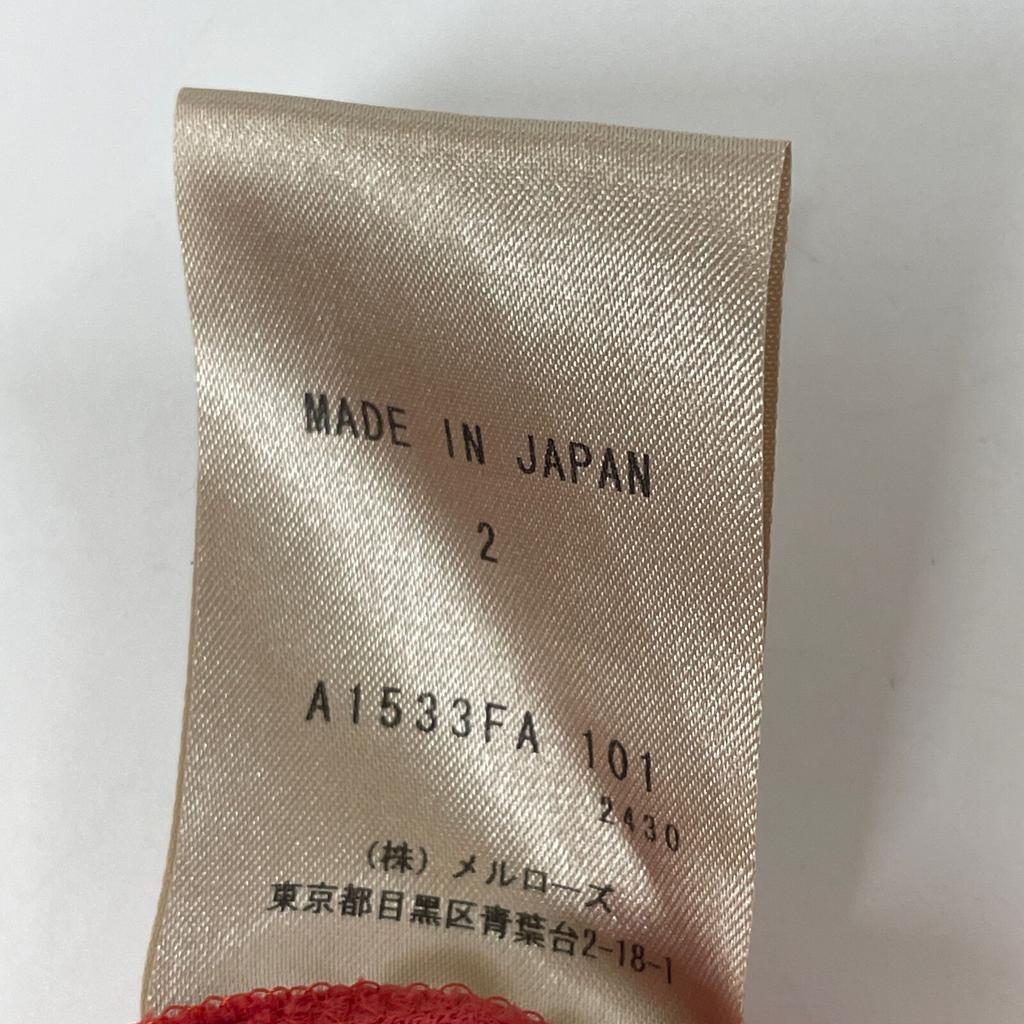 MADE IN JAPAN
2
A1533FA 101
2430
(株) メルローズ
東京都目黒区青葉台2-18-1